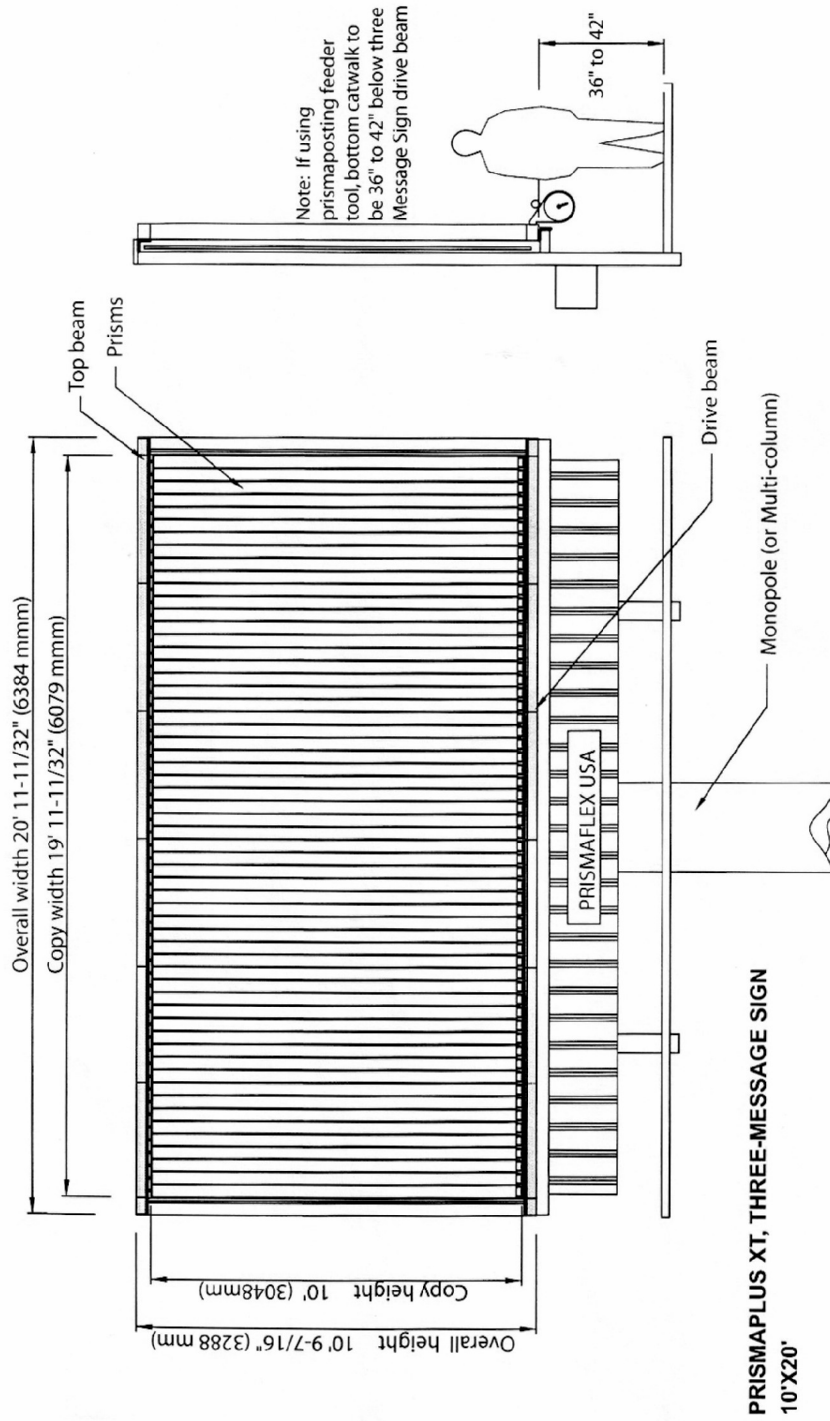 Overall width 20' 11-11/32" (6384 mmm)
Copy width 19' 11-11/32" (6079 mmm)
Top beam
Prisms
Note: If using
prismaposting feeder
tool, bottom catwalk to
be 36" to 42" below three
Message Sign drive beam
36" to 42"
Overall height 10' 9-7/16" (3288 mm)
Copy height 10' (3048mm)
PRISMAFLEX USA
Drive beam
Monopole (or Multi-column)
PRISMAPLUS XT, THREE-MESSAGE SIGN
10'X20'